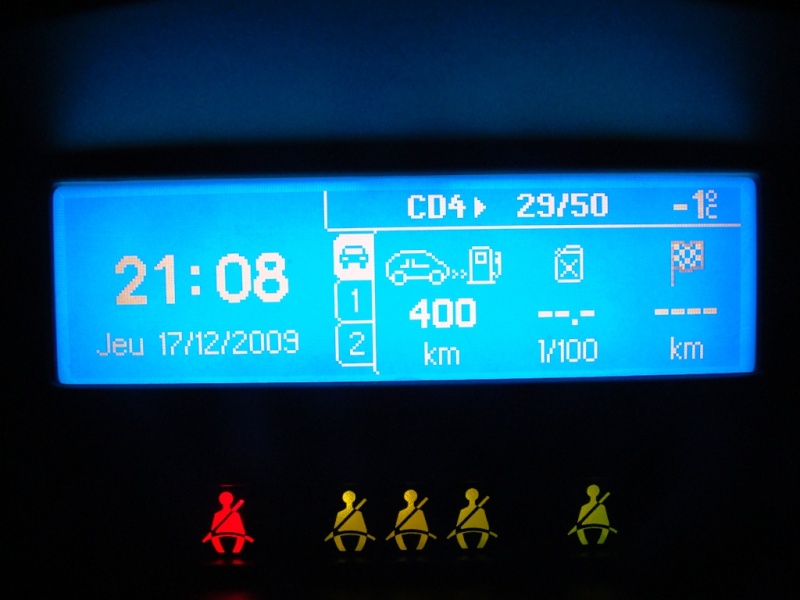 CD4 29/50 -1°C
21:08
Jeu 17/12/2009
1
2
400 --.- ----
km 1/100 km